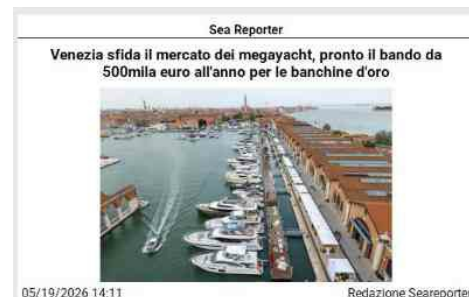 Sea Reporter
Venezia sfida il mercato dei megayacht, pronto il bando da
500mila euro all'anno per le banchine d'oro
05/19/2026 14:11
Redazione Seareporter